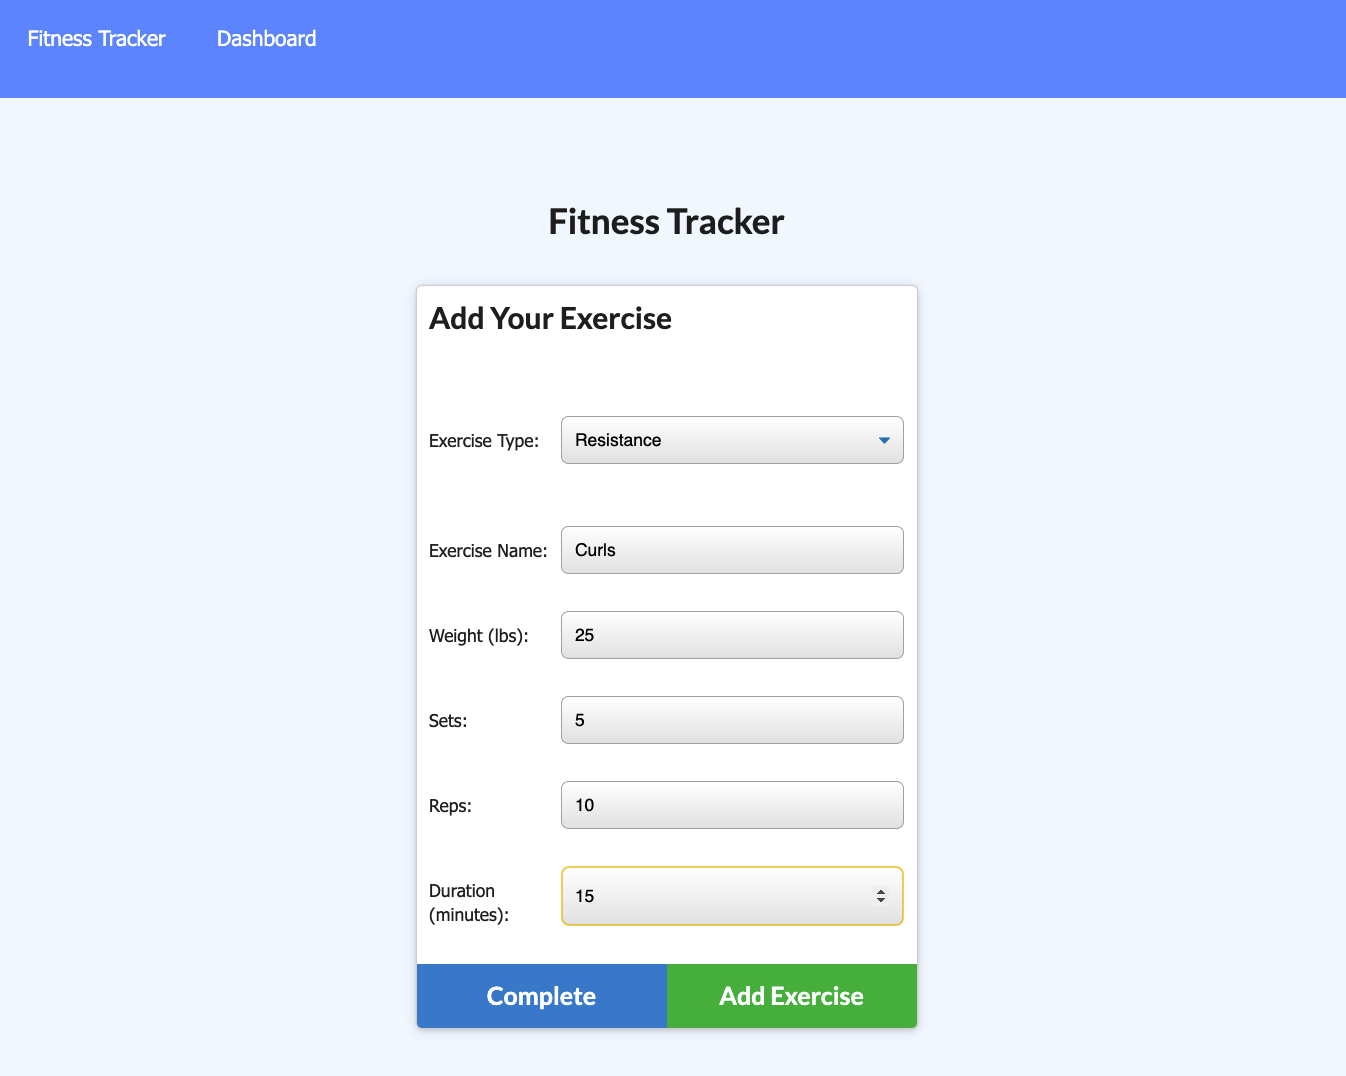 Fitness Tracker Dashboard
Fitness Tracker
Add Your Exercise
Exercise Type: Resistance
Exercise Name: Curls
Weight (lbs): 25
Sets: 5
Reps: 10
Duration
(minutes): 15
Complete Add Exercise